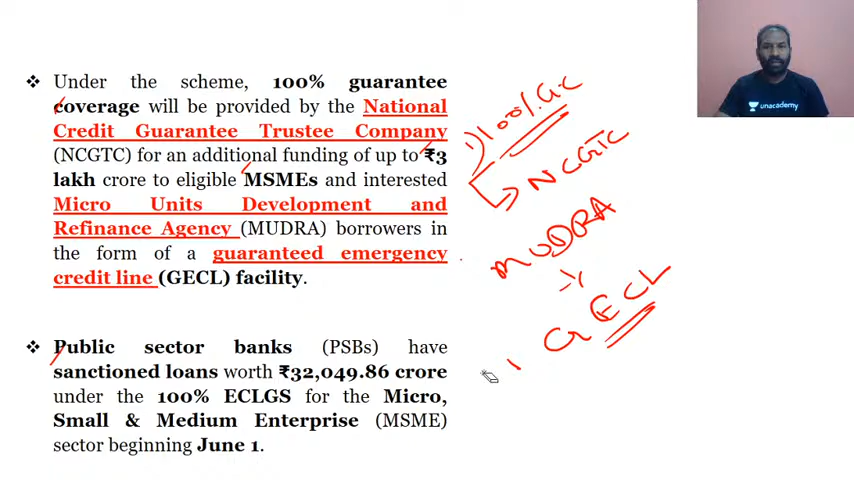 ❖ Under the scheme, 100% guarantee
coverage will be provided by the National
Credit Guarantee Trustee Company
(NCGTC) for an additional funding of up to ₹3
lakh crore to eligible MSMEs and interested
Micro Units Development and
Refinance Agency (MUDRA) borrowers in
the form of a guaranteed emergency
credit line (GECL) facility.
❖ Public sector banks (PSBs) have
sanctioned loans worth ₹32,049.86 crore
under the 100% ECLGS for the Micro,
Small & Medium Enterprise (MSME)
sector beginning June 1.
1) 100% G.C
NCGTC
MUDRA
GECL
unacademy